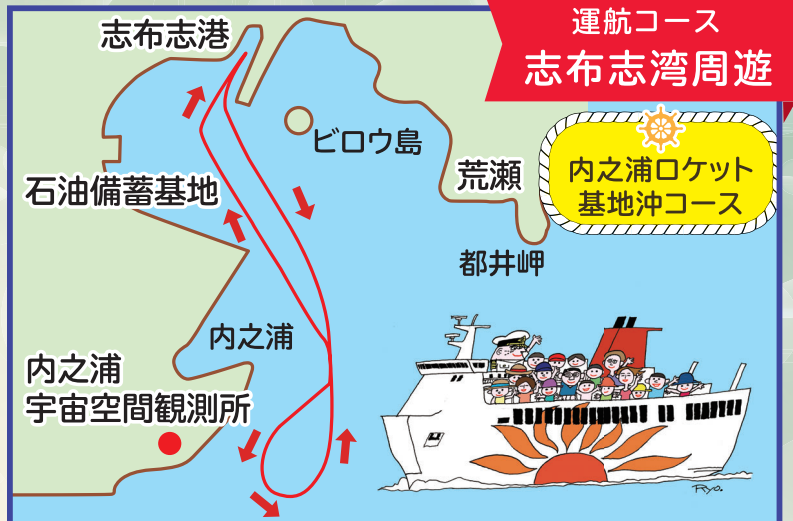 運航コース
志布志湾周遊
志布志港
ビロウ島
内之浦ロケット
基地沖コース
荒瀬
石油備蓄基地
都井岬
内之浦
内之浦
宇宙空間観測所
Ryo.